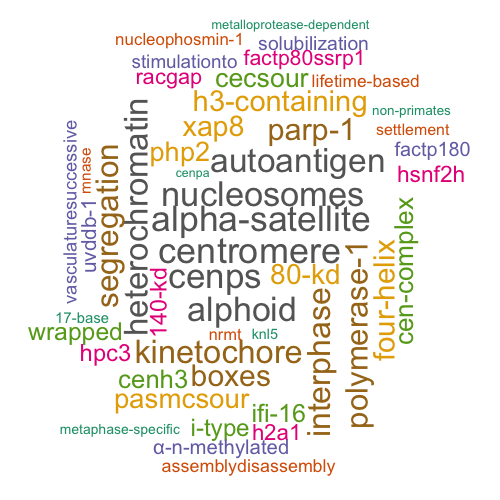 metalloprotease-dependent
nucleophosmin-1
solubilization
stimulationto
factp80ssrp1
racgap
cecsour
lifetime-based
h3-containing
non-primates
xap8
parp-1
settlement
php2
autoantigen
factp180
cenpa
hsnf2h
vasculaturesuccessive
mnase
uvddb-1
segregation
heterochromatin
nucleosomes
alpha-satellite
centromere
cenps
80-kd
140-kd
alphoid
interphase
polymerase-1
four-helix
cen-complex
17-base
wrapped
nrmt
knl5
hpc3
kinetochore
cenh3
boxes
pasmcsour
ifi-16
metaphase-specific
i-type
h2a1
α-n-methylated
assemblydisassembly